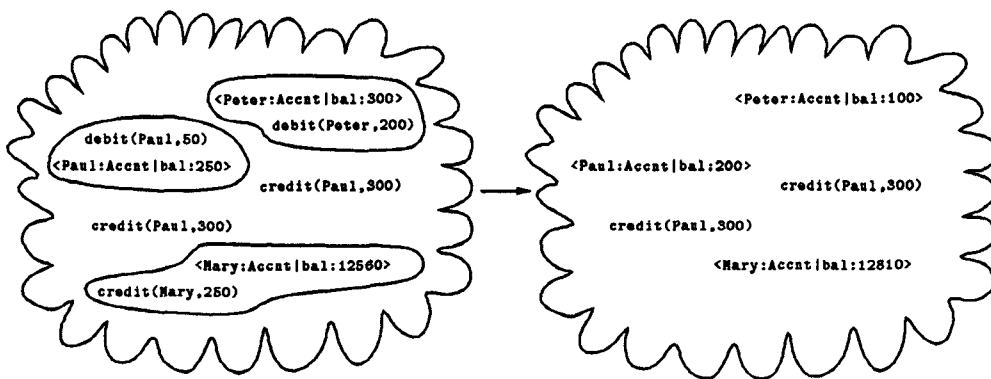 <Peter:Accnt|bal:300>
debit(Peter,200)
debit(Paul,50)
<Paul:Accnt|bal:250>
credit(Paul,300)
credit(Paul,300)
<Mary:Accnt|bal:12560>
credit(Mary,250)
<Peter:Accnt|bal:100>
<Paul:Accnt|bal:200>
credit(Paul,300)
credit(Paul,300)
<Mary:Accnt|bal:12810>